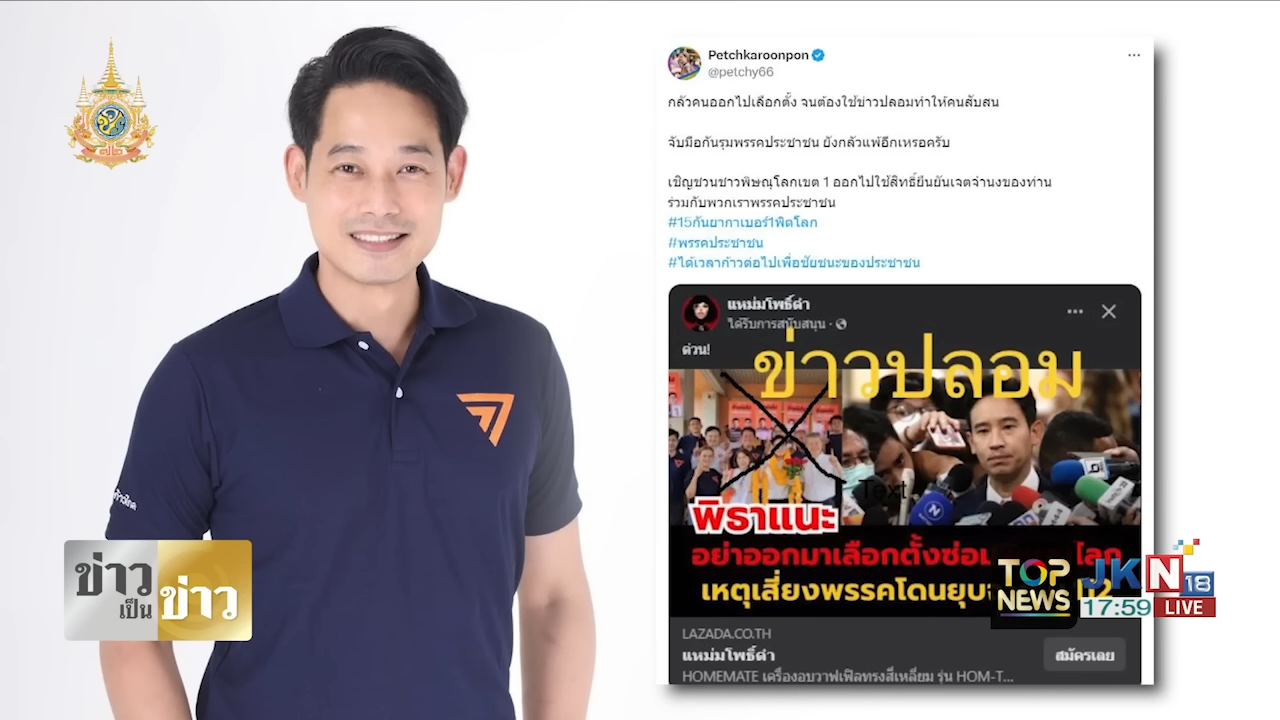 Petchkaroonpon
@petchy66
กลัวคนออกไปเลือกตั้ง จนต้องใช้ข่าวปลอมทำให้คนสับสน
จับมือกันรุมพรรคประชาชน ยังกลัวแพ้อีกเหรอครับ
เชิญชวนชาวพิษณุโลกเขต 1 ออกไปใช้สิทธิ์ยืนยันเจตจำนงของท่าน
ร่วมกับพวกเราพรรคประชาชน
#15กันยากาเบอร์1พิดโลก
#พรรคประชาชน
#ได้เวลาก้าวต่อไปเพื่อชัยชนะของประชาชน
แหม่มโพธิ์ดำ
ได้รับการสนับสนุน
ด่วน!
ข่าวปลอม
Text
พิธาแนะ
อย่าออกมาเลือกตั้งซ่อม โลก
เหตุเสี่ยงพรรคโดนยุบ
LAZADA.CO.TH
แหม่มโพธิ์ดำ
สมัครเลย
HOMEMATE เครื่องอบวาฟเฟิลทรงสี่เหลี่ยม รุ่น HOM-T...
ก้าวไกล
ข่าว
เป็น
ข่าว
TOP
NEWS
JKN 18
17:59 LIVE